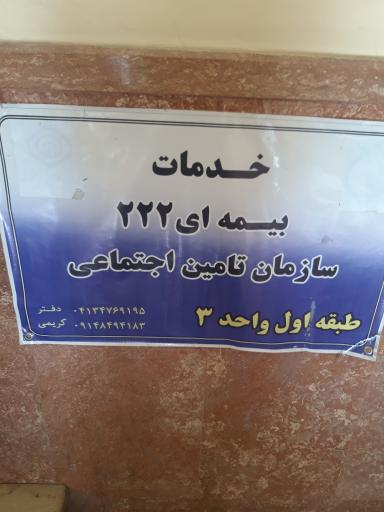 خدمات
بیمه ای ۲۲۲
سازمان تامین اجتماعی
طبقه اول واحد ۳
۰۴۱۳۴۷۶۹۱۹۵ دفتر
۰۹۱۴۸۴۹۴۱۸۳ کریمی